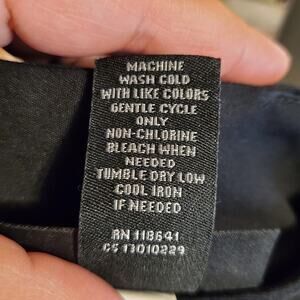 MACHINE
WASH COLD
WITH LIKE COLORS
GENTLE CYCLE
ONLY
NON-CHLORINE
BLEACH WHEN
NEEDED
TUMBLE DRY LOW
COOL IRON
IF NEEDED
RN 118641
CS 13010229